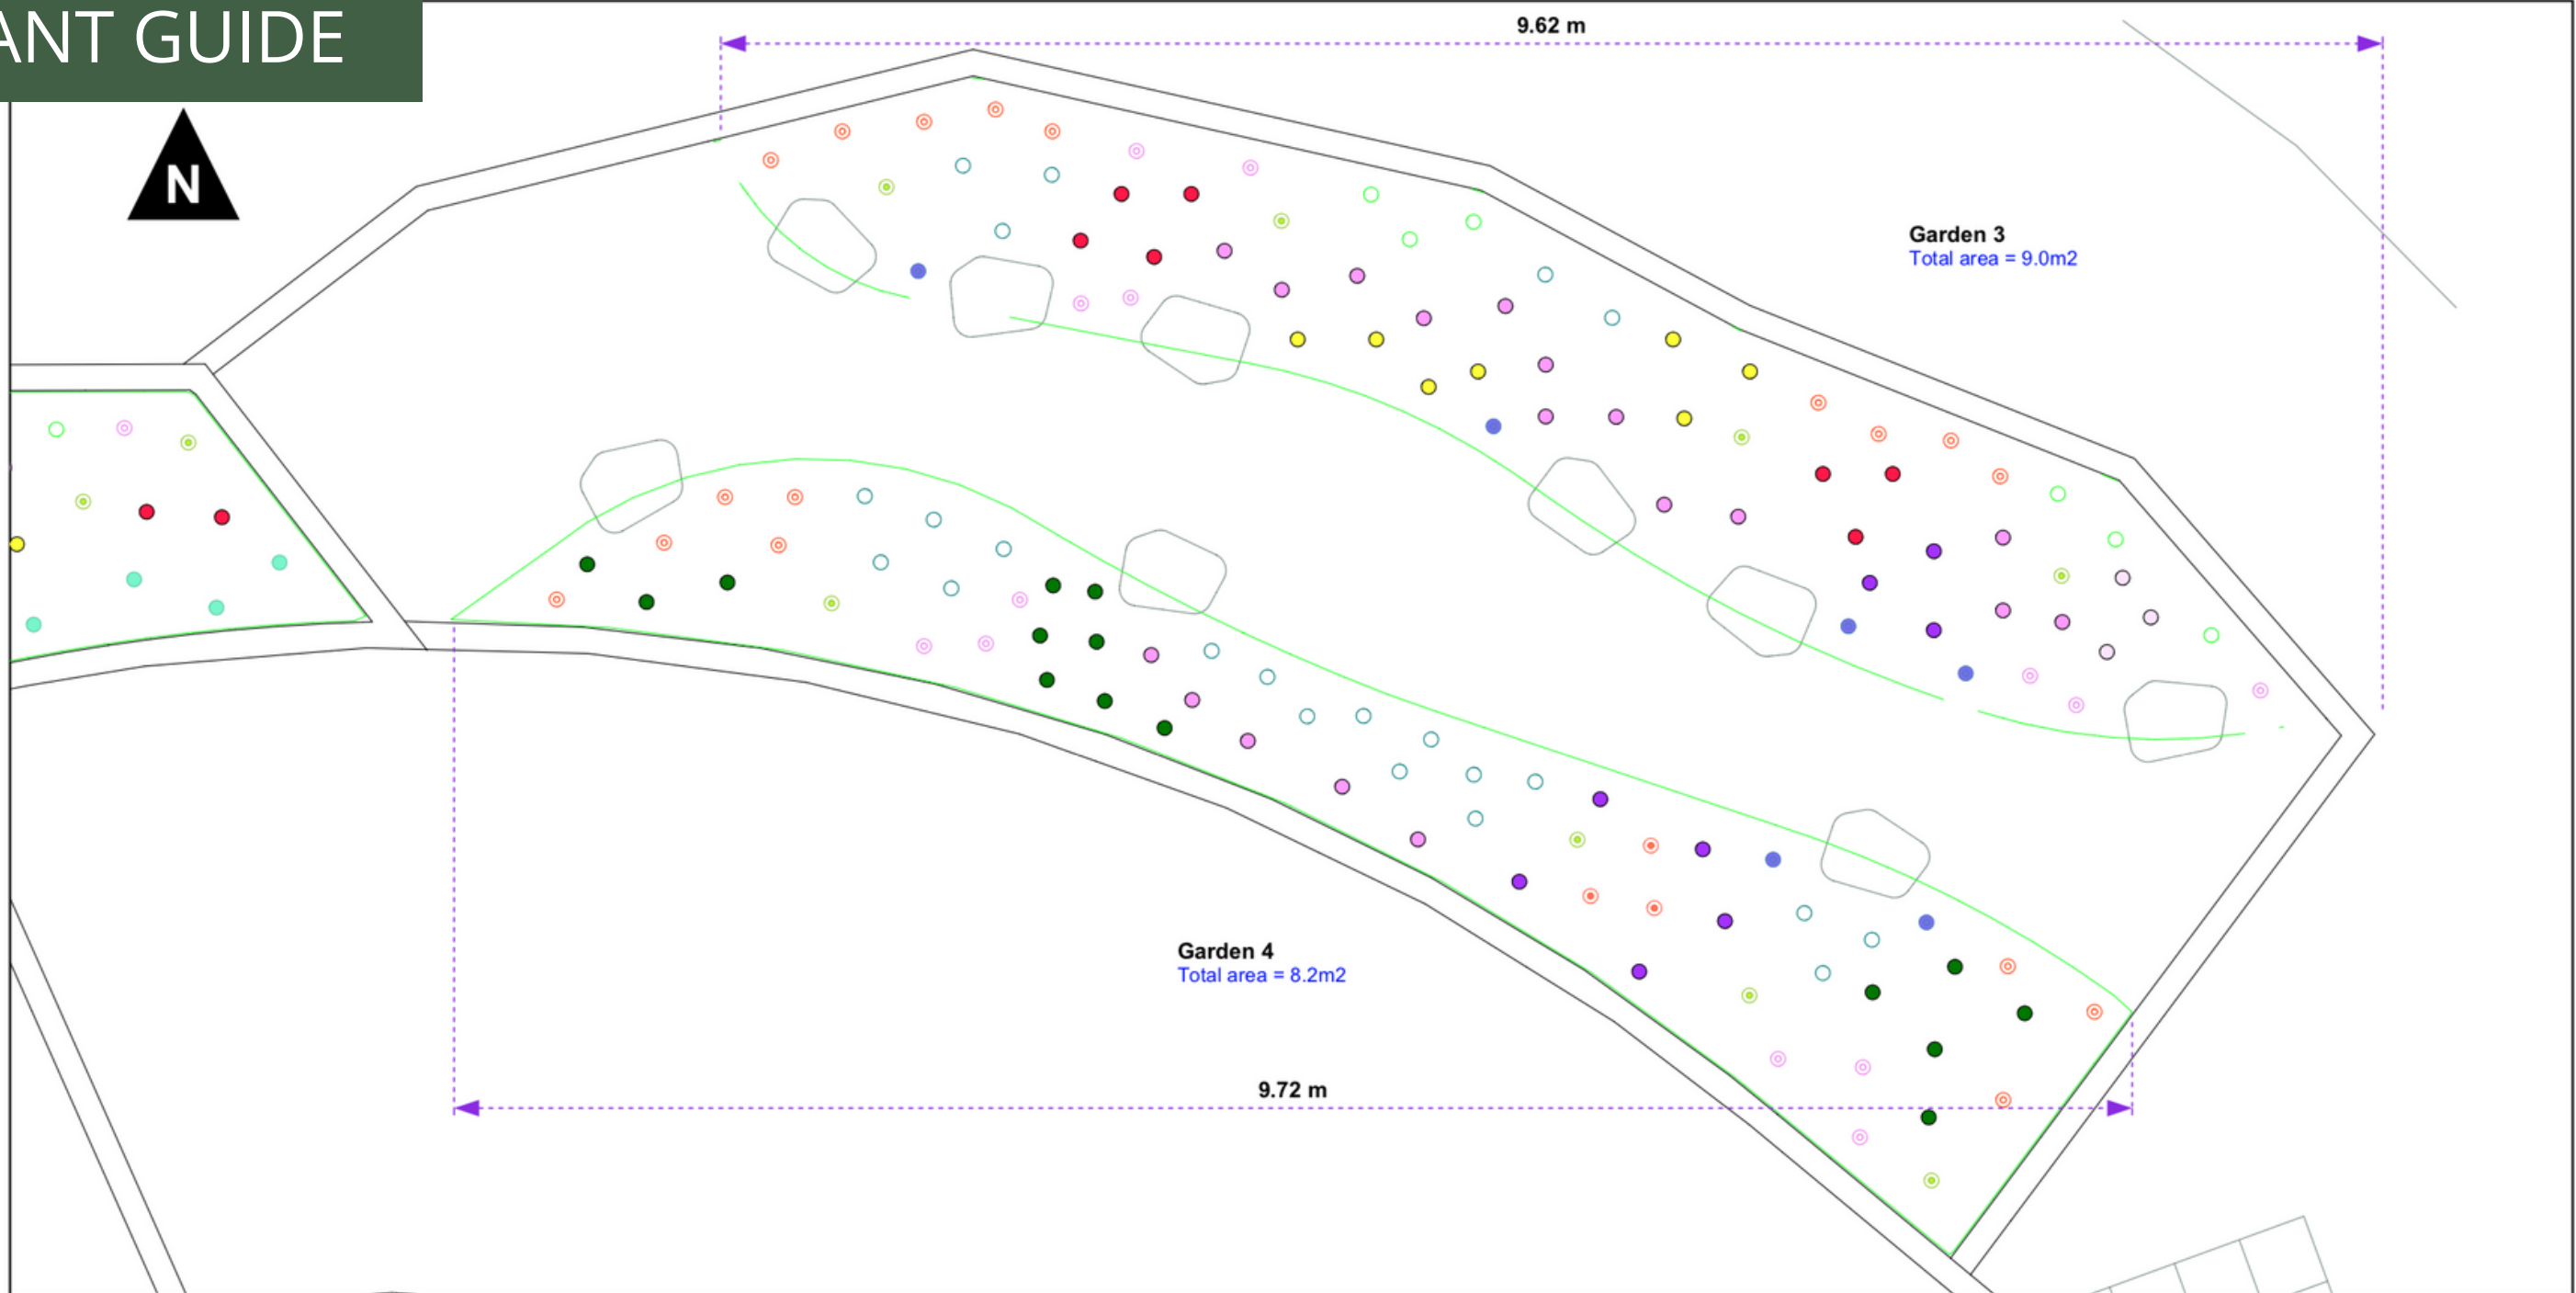 ANT GUIDE
9.62 m
N
Garden 3
Total area = 9.0m2
Garden 4
Total area = 8.2m2
9.72 m